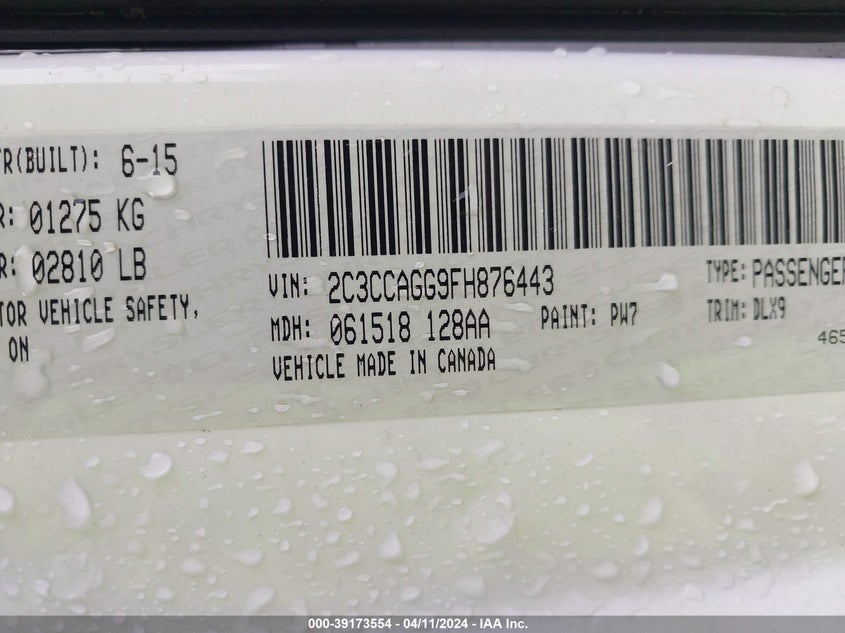 TR(BUILT): 6-15
R: 01275 KG
R: 02810 LB
TOR VEHICLE SAFETY,
ON
VIN: 2C3CCAGG9FH876443
MDH: 061518 128AA
VEHICLE MADE IN CANADA
PAINT: PW7
TYPE: PASSENGER
TRIM: DLX9
465
000-39173554 - 04/11/2024 - IAA Inc.